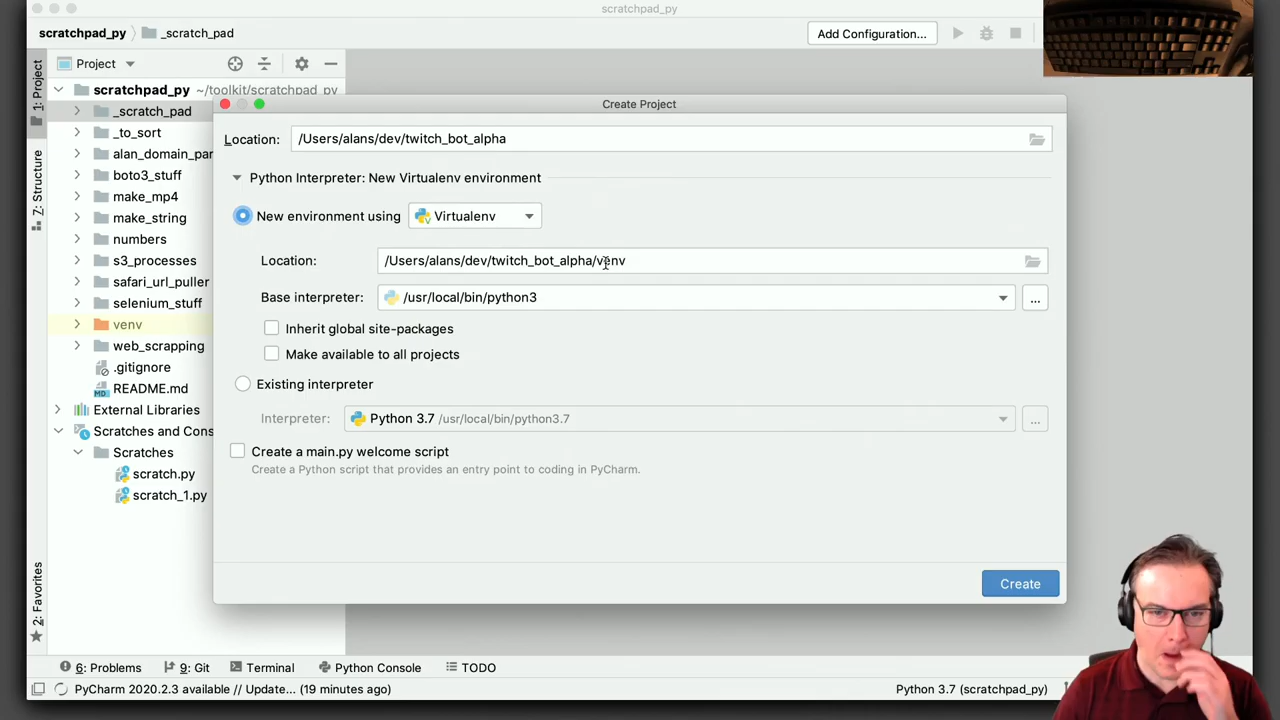 scratchpad_py
scratchpad_py
_scratch_pad
Add Configuration...
1: Project
Project
scratchpad_py ~/toolkit/scratchpad_py
_scratch_pad
_to_sort
alan_domain_par
boto3_stuff
make_mp4
make_string
numbers
s3_processes
safari_url_puller
selenium_stuff
venv
web_scrapping
.gitignore
README.md
External Libraries
Scratches and Cons
Scratches
scratch.py
scratch_1.py
Z: Structure
2: Favorites
Create Project
Location: /Users/alans/dev/twitch_bot_alpha
Python Interpreter: New Virtualenv environment
New environment using Virtualenv
Location: /Users/alans/dev/twitch_bot_alpha/venv
Base interpreter: /usr/local/bin/python3
...
Inherit global site-packages
Make available to all projects
Existing interpreter
Interpreter: Python 3.7 /usr/local/bin/python3.7
...
Create a main.py welcome script
Create a Python script that provides an entry point to coding in PyCharm.
Create
6: Problems
9: Git
Terminal
Python Console
TODO
PyCharm 2020.2.3 available // Update... (19 minutes ago)
Python 3.7 (scratchpad_py)